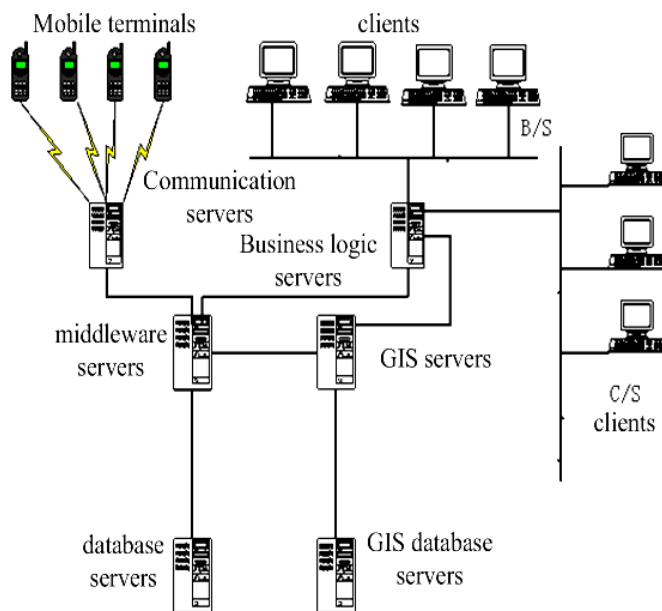 Mobile terminals
clients
B/S
Communication
servers
Business logic
servers
middleware
servers
GIS servers
C/S
clients
database
servers
GIS database
servers